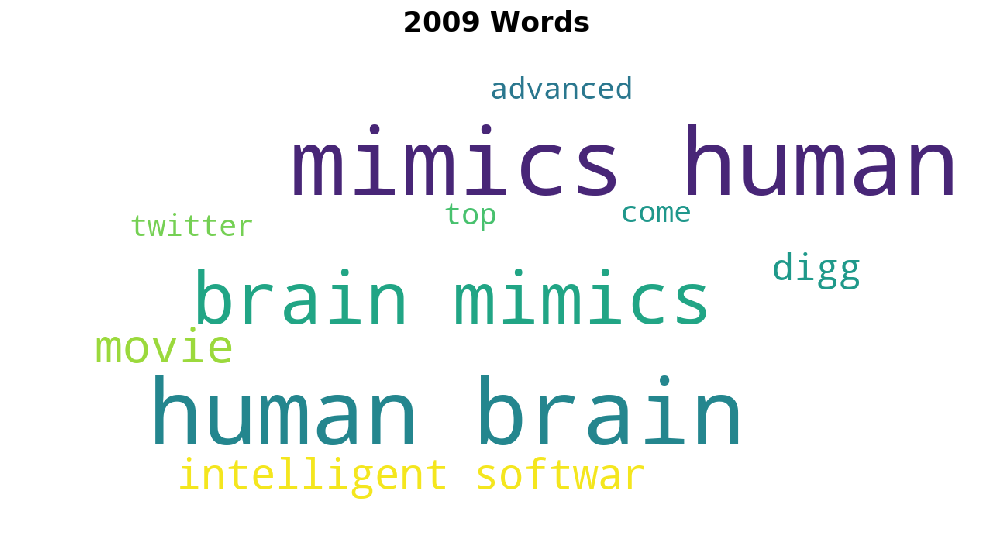 2009 Words
advanced
mimics human
top
come
twitter
digg
brain mimics
movie
human brain
intelligent softwar